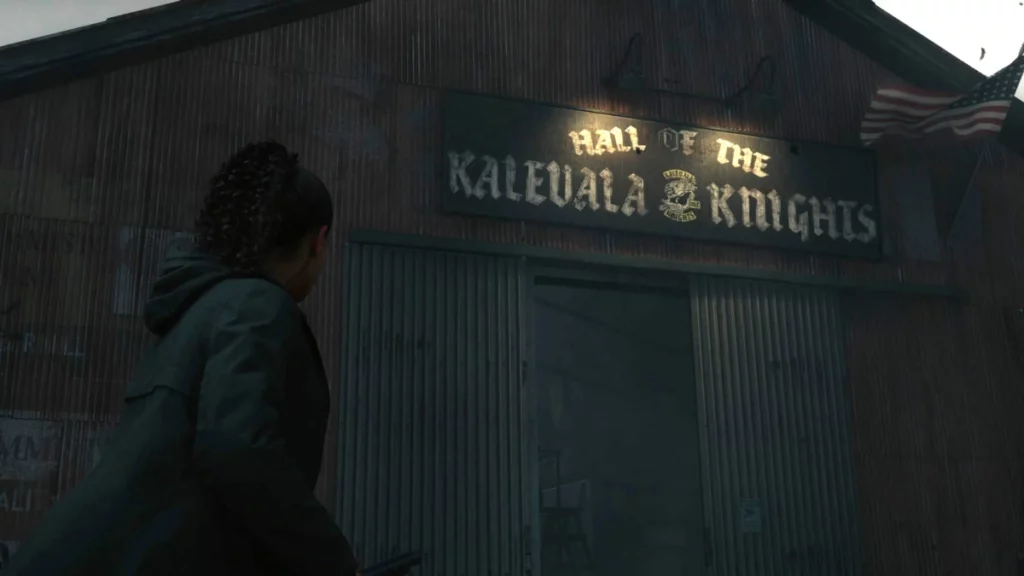 HALL OF THE
KALEVALA KNIGHTS